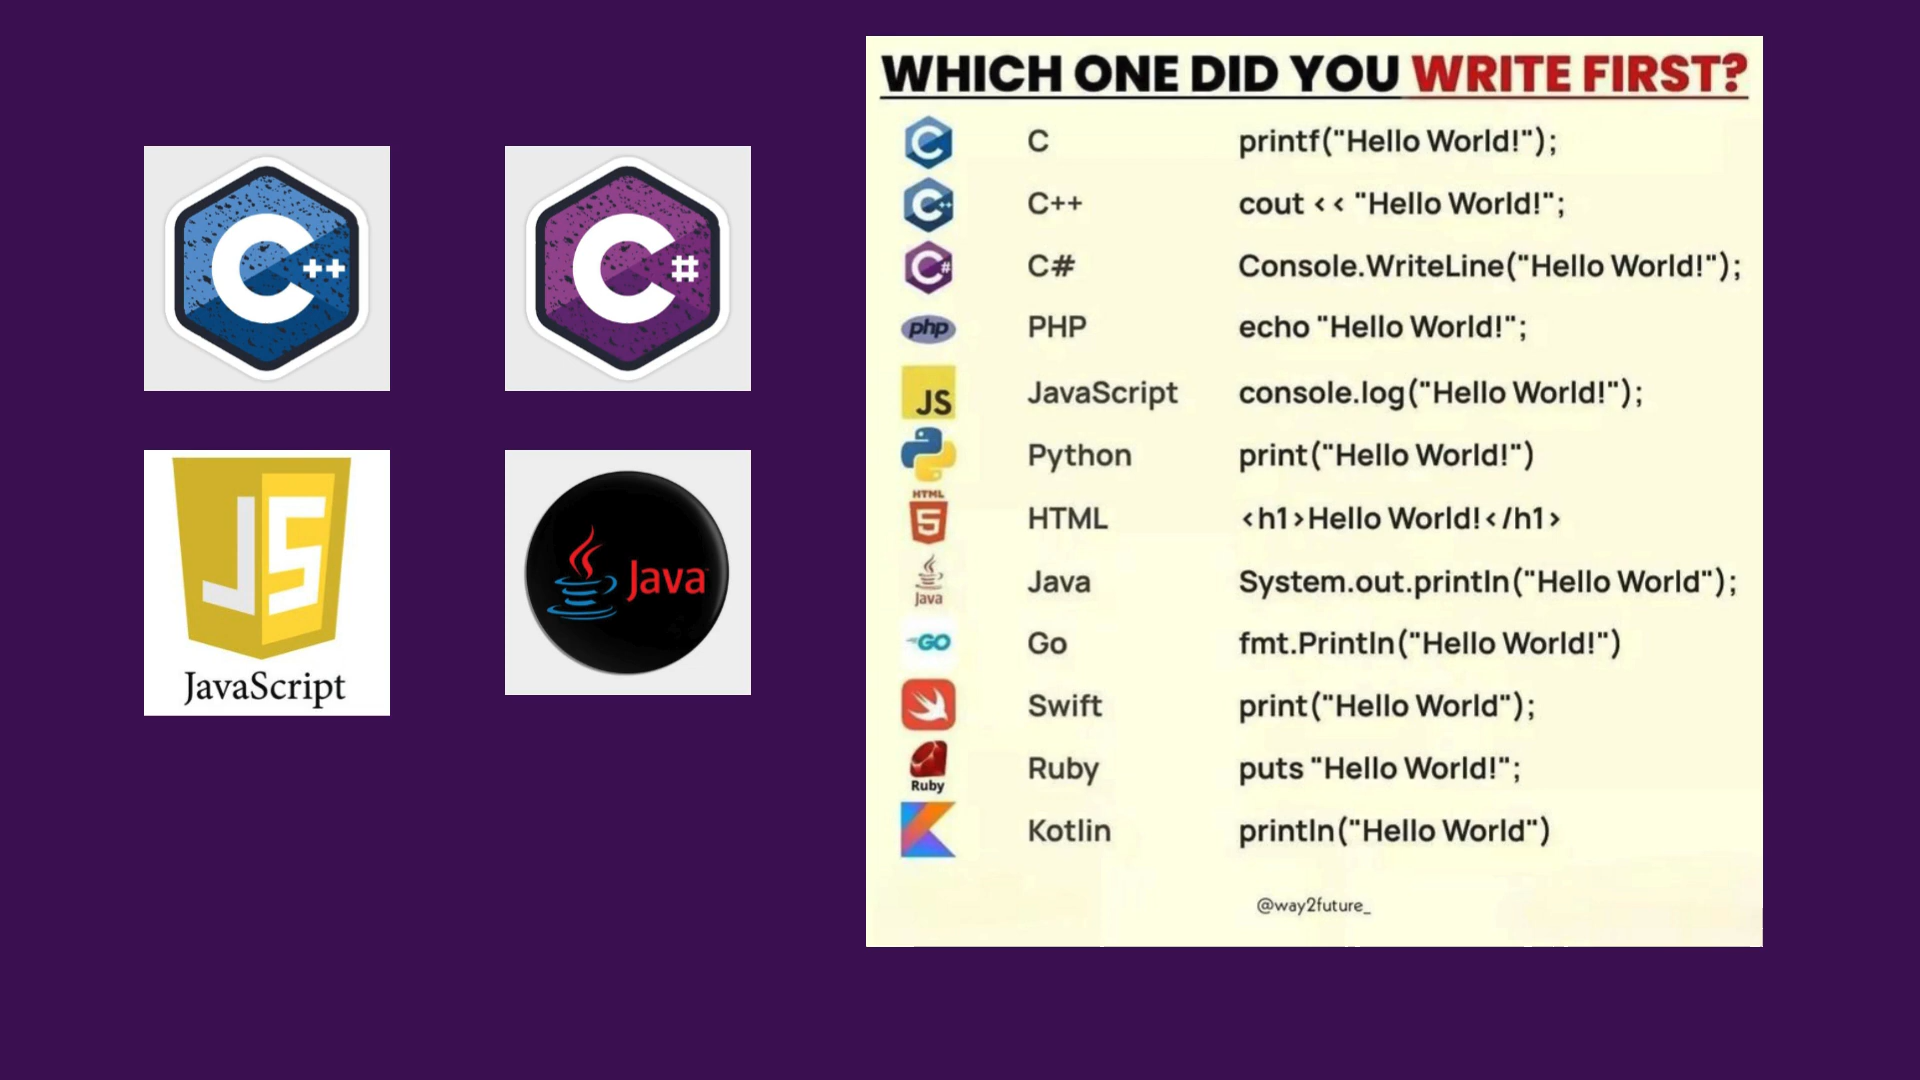 C++
C#
JS
JavaScript
Java
WHICH ONE DID YOU WRITE FIRST?
C C printf("Hello World!");
C++ C++ cout << "Hello World!";
C# C# Console.WriteLine("Hello World!");
php PHP echo "Hello World!";
JS JavaScript console.log("Hello World!");
Python print("Hello World!")
HTML
5 HTML <h1>Hello World!</h1>
Java Java System.out.println("Hello World");
GO Go fmt.Println("Hello World!")
Swift print("Hello World");
Ruby puts "Hello World!";
Ruby
Kotlin println("Hello World")
@way2future_